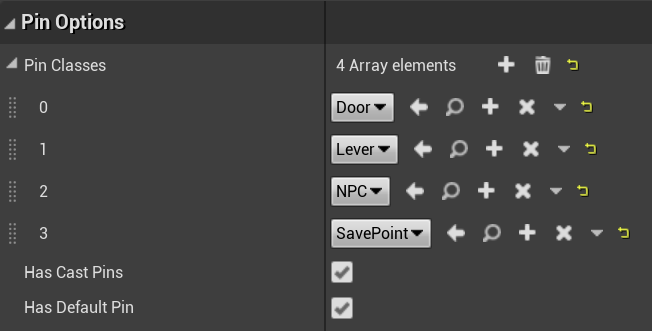 Pin Options
Pin Classes 4 Array elements
0 Door
1 Lever
2 NPC
3 SavePoint
Has Cast Pins
Has Default Pin